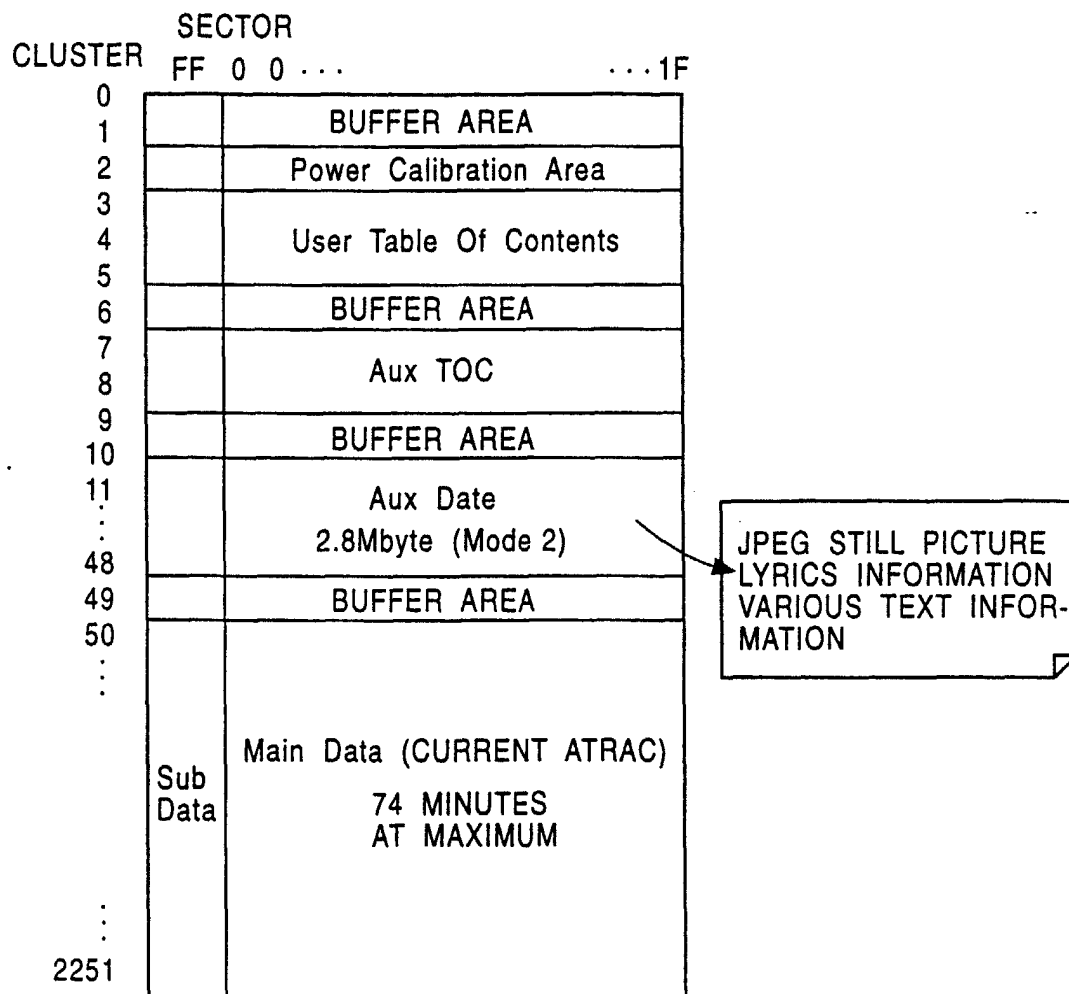 SECTOR
CLUSTER FF 0 0 ··· ··· 1F
0
1 BUFFER AREA
2 Power Calibration Area
3
4 User Table Of Contents
5
6 BUFFER AREA
7
8 Aux TOC
9
10 BUFFER AREA
11 Aux Date
2.8Mbyte (Mode 2)
48
49 BUFFER AREA
50
JPEG STILL PICTURE
LYRICS INFORMATION
VARIOUS TEXT INFOR-
MATION
Sub
Data
Main Data (CURRENT ATRAC)
74 MINUTES
AT MAXIMUM
2251